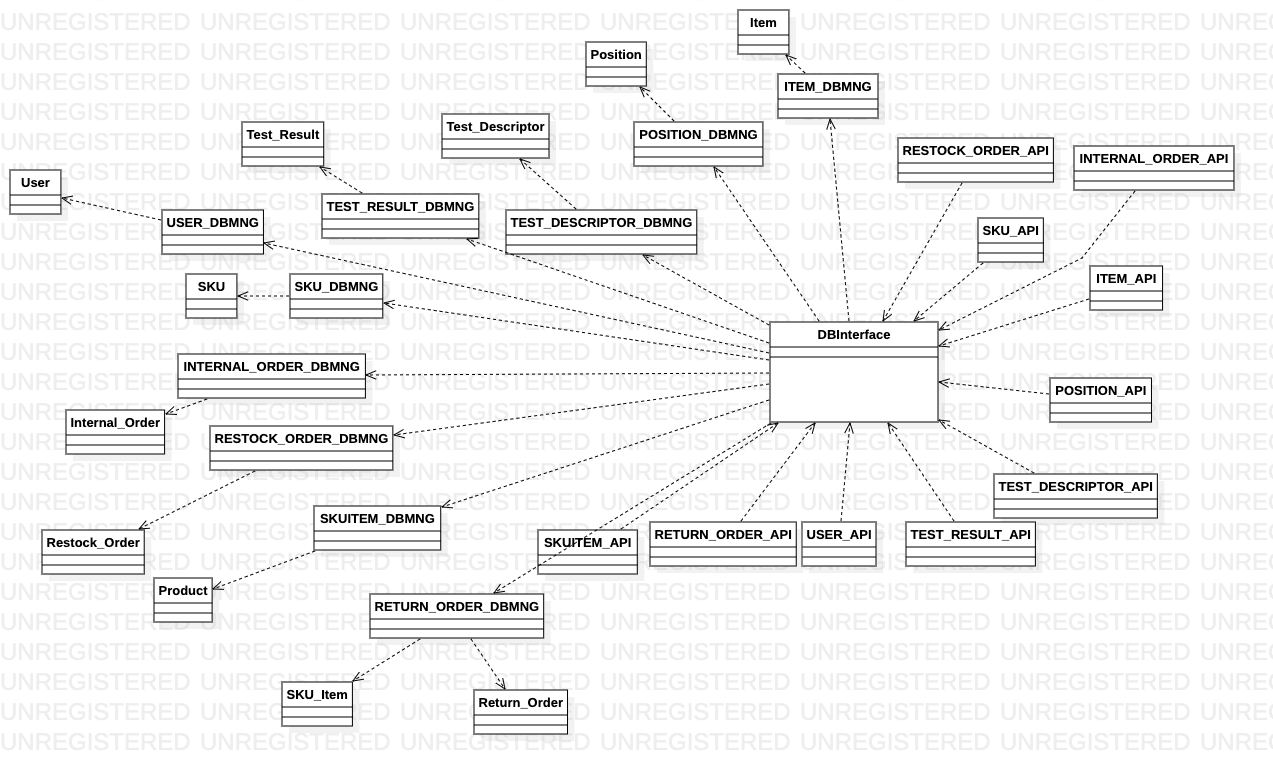 Item
Position
ITEM_DBMNG
Test_Result
Test_Descriptor
POSITION_DBMNG
RESTOCK_ORDER_API
INTERNAL_ORDER_API
User
TEST_RESULT_DBMNG
USER_DBMNG
TEST_DESCRIPTOR_DBMNG
SKU_API
SKU
SKU_DBMNG
ITEM_API
DBInterface
INTERNAL_ORDER_DBMNG
POSITION_API
Internal_Order
RESTOCK_ORDER_DBMNG
TEST_DESCRIPTOR_API
SKUITEM_DBMNG
Restock_Order
SKUITEM_API
RETURN_ORDER_API
USER_API
TEST_RESULT_API
Product
RETURN_ORDER_DBMNG
SKU_Item
Return_Order
UNREGISTERED UNREGISTERED UNREGISTERED UNREGISTERED UNREGISTERED UNREGISTERED